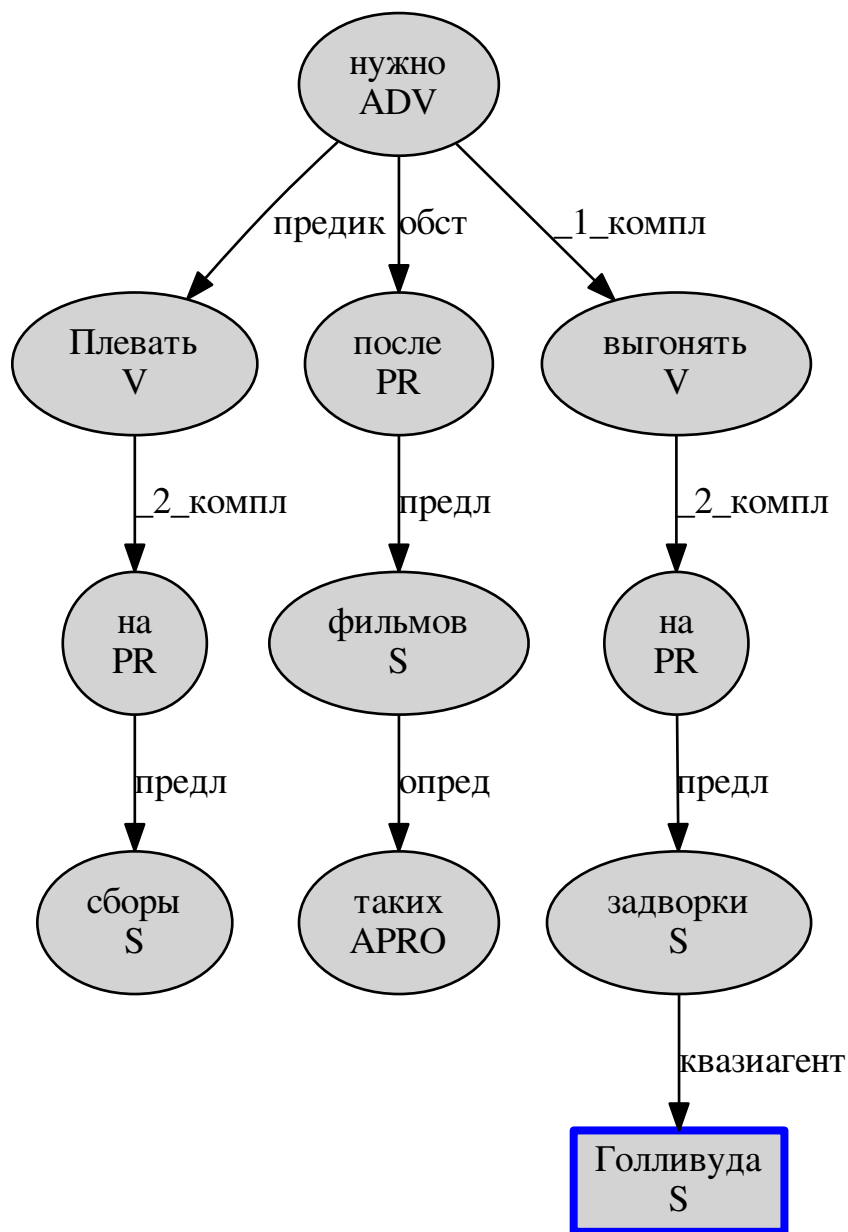 нужно
ADV
предик обст _1_компл
Плевать
V
после
PR
выгонять
V
_2_компл
предл
_2_компл
на
PR
фильмов
S
на
PR
предл
опред
предл
сборы
S
таких
APRO
задворки
S
квазиагент
Голливуда
S